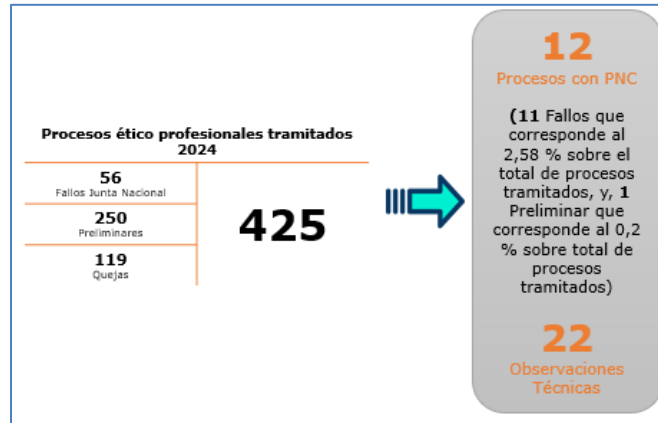 Procesos ético profesionales tramitados
2024
56
Fallos Junta Nacional
250
Preliminares
119
Quejas
425
12
Procesos con PNC
(11 Fallos que
corresponde al
2,58 % sobre el
total de procesos
tramitados, y, 1
Preliminar que
corresponde al 0,2
% sobre total de
procesos
tramitados)
22
Observaciones
Técnicas